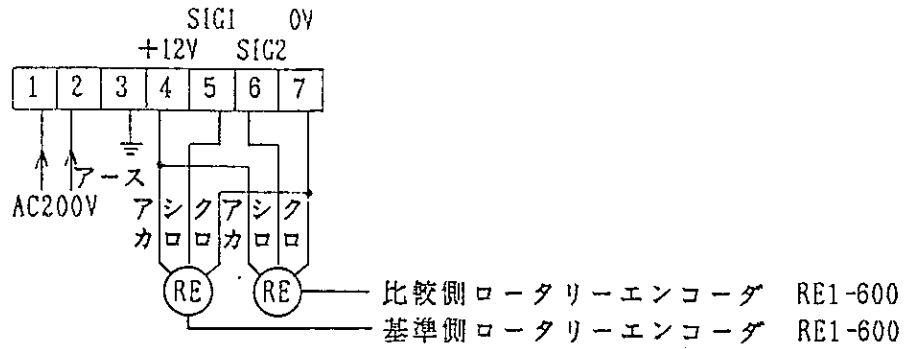 SIG1 0V
+12V SIG2
1 2 3 4 5 6 7
アース
AC200V
アカ シロ クロ アカ シロ クロ
RE RE
比較側ロータリーエンコーダ RE1-600
基準側ロータリーエンコーダ RE1-600